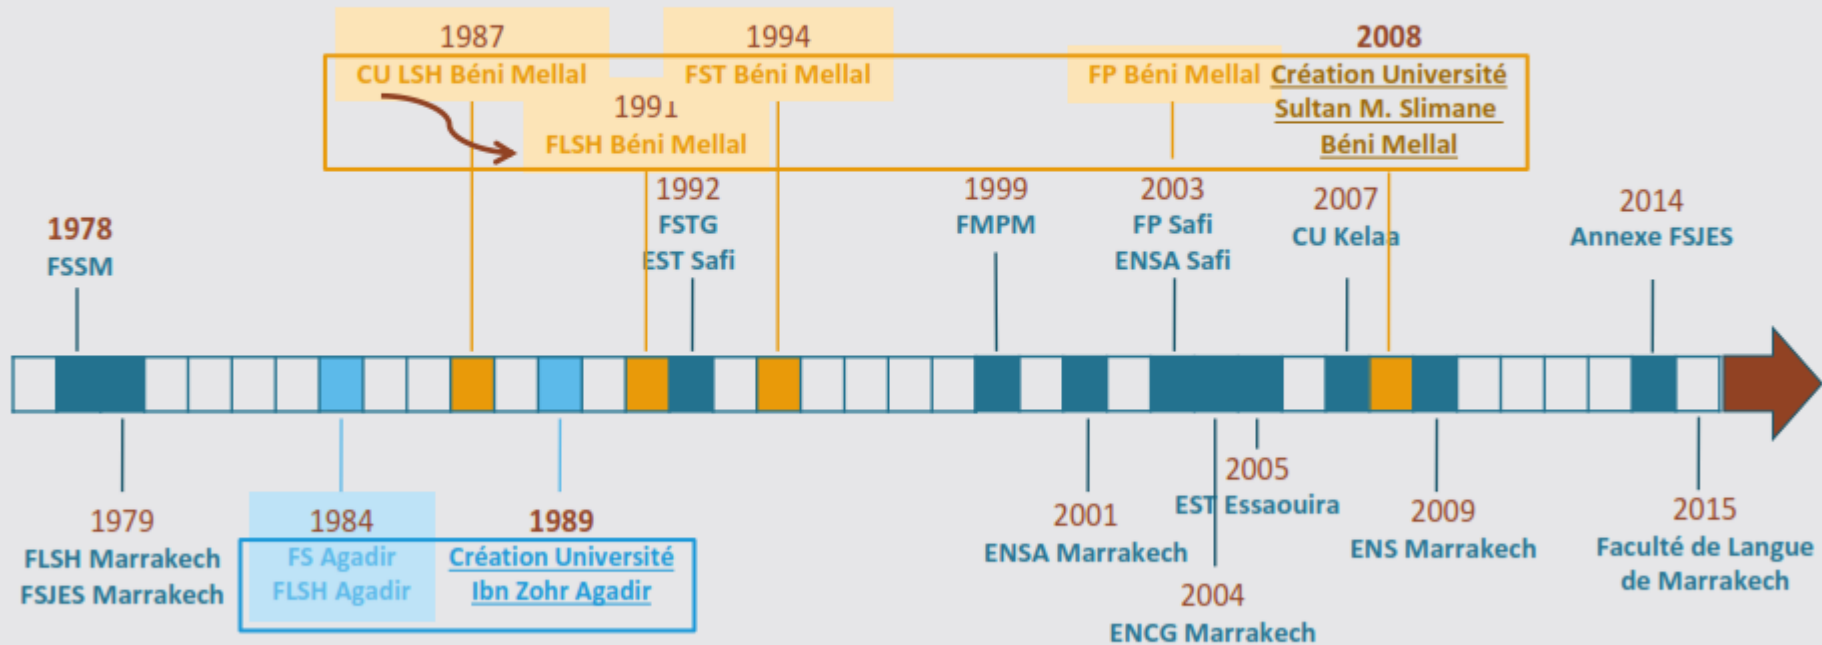 1987
CU LSH Béni Mellal
1991
FLSH Béni Mellal
1994
FST Béni Mellal
FP Béni Mellal
2008
Création Université
Sultan M. Slimane
Béni Mellal
1978
FSSM
1992
FSTG
EST Safi
1999
FMPM
2003
FP Safi
ENSA Safi
2007
CU Kelaa
2014
Annexe FSJES
1979
FLSH Marrakech
FSJES Marrakech
1984
FS Agadir
FLSH Agadir
1989
Création Université
Ibn Zohr Agadir
2001
ENSA Marrakech
2004
ENCG Marrakech
2005
EST Essaouira
2009
ENS Marrakech
2015
Faculté de Langue
de Marrakech